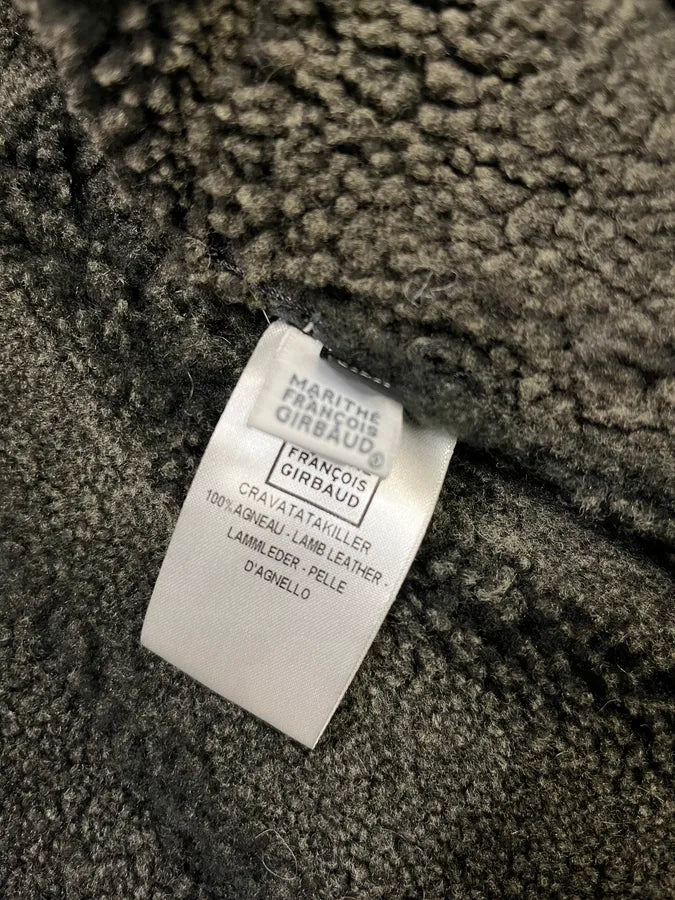 MARITHÉ
FRANÇOIS
GIRBAUD®
FRANÇOIS
GIRBAUD
CRAVATATAKILLER
100% AGNEAU - LAMB LEATHER -
LAMMLEDER - PELLE
D'AGNELLO